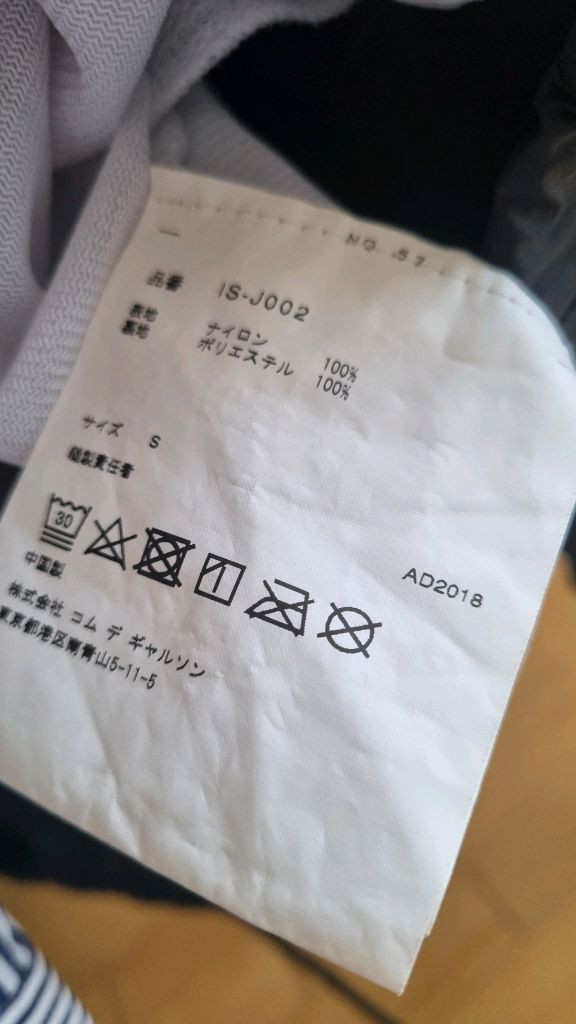 NO. 57
品番 IS-J002
表地 ナイロン 100%
裏地 ポリエステル 100%
サイズ S
縫製責任者
30
中国製
AD2018
株式会社 コム デ ギャルソン
東京都港区南青山5-11-5